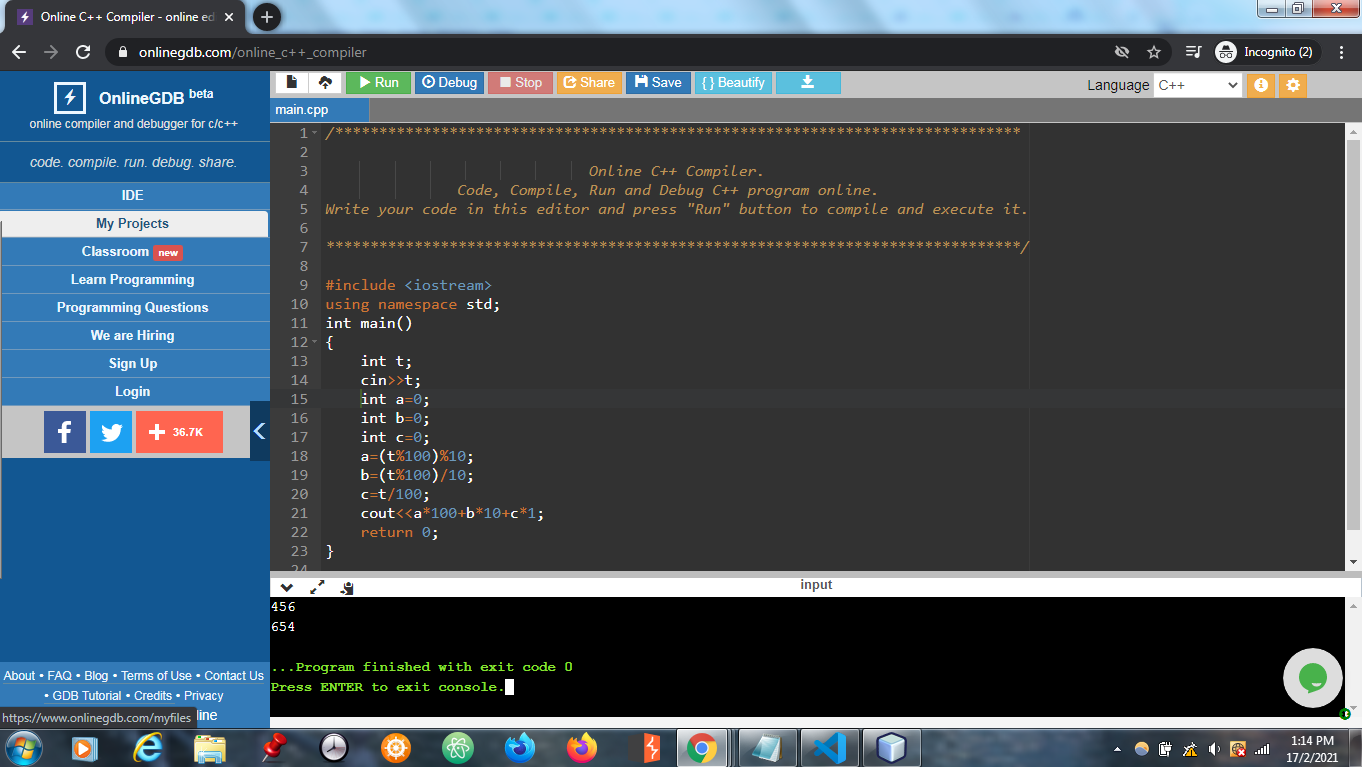 Online C++ Compiler - online ed
onlinegdb.com/online_c++_compiler
Incognito (2)
OnlineGDB beta
online compiler and debugger for c/c++
code. compile. run. debug. share.
IDE
My Projects
Classroom new
Learn Programming
Programming Questions
We are Hiring
Sign Up
Login
36.7K
About • FAQ • Blog • Terms of Use • Contact Us
• GDB Tutorial • Credits • Privacy
line
https://www.onlinegdb.com/myfiles
Run Debug Stop Share Save { } Beautify
Language C++
main.cpp
1 /******************************************************************************
2
3 Online C++ Compiler.
4 Code, Compile, Run and Debug C++ program online.
5 Write your code in this editor and press "Run" button to compile and execute it.
6
7 *******************************************************************************/
8
9 #include <iostream>
10 using namespace std;
11 int main()
12 {
13 int t;
14 cin>>t;
15 int a=0;
16 int b=0;
17 int c=0;
18 a=(t%100)%10;
19 b=(t%100)/10;
20 c=t/100;
21 cout<<a*100+b*10+c*1;
22 return 0;
23 }
24
input
456
654
...Program finished with exit code 0
Press ENTER to exit console.
1:14 PM
17/2/2021